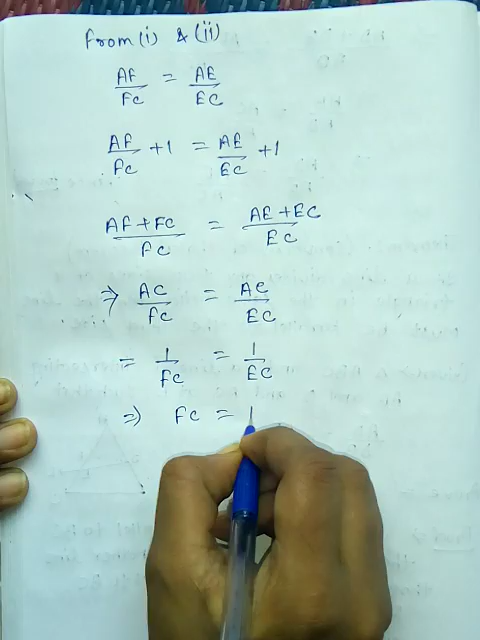 from (i) & (ii)
AF/FC = AE/EC
AF/FC + 1 = AE/EC + 1
AF + FC/FC = AE + EC/EC
⇒ AC/FC = AC/EC
= 1/FC = 1/EC
⇒ FC =